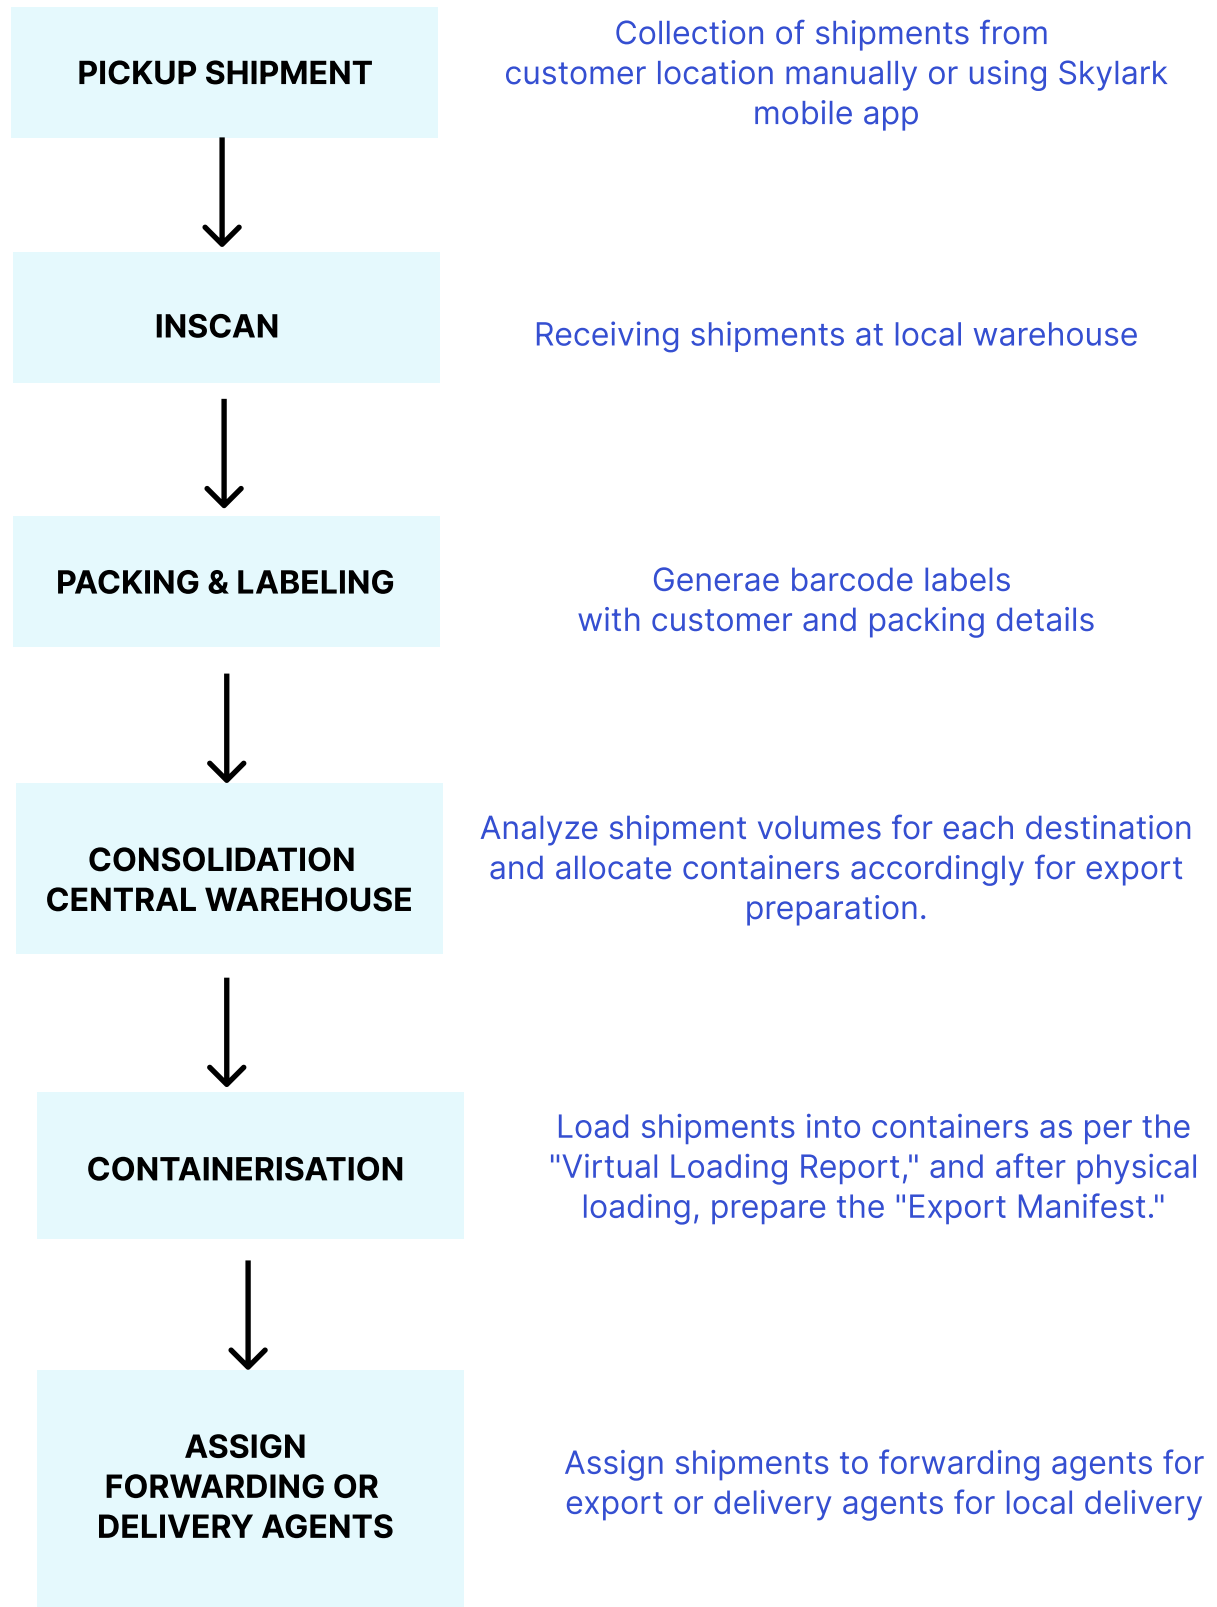 PICKUP SHIPMENT
Collection of shipments from
customer location manually or using Skylark
mobile app
INSCAN
Receiving shipments at local warehouse
PACKING & LABELING
Generae barcode labels
with customer and packing details
CONSOLIDATION
CENTRAL WAREHOUSE
Analyze shipment volumes for each destination
and allocate containers accordingly for export
preparation.
CONTAINERISATION
Load shipments into containers as per the
"Virtual Loading Report," and after physical
loading, prepare the "Export Manifest."
ASSIGN
FORWARDING OR
DELIVERY AGENTS
Assign shipments to forwarding agents for
export or delivery agents for local delivery